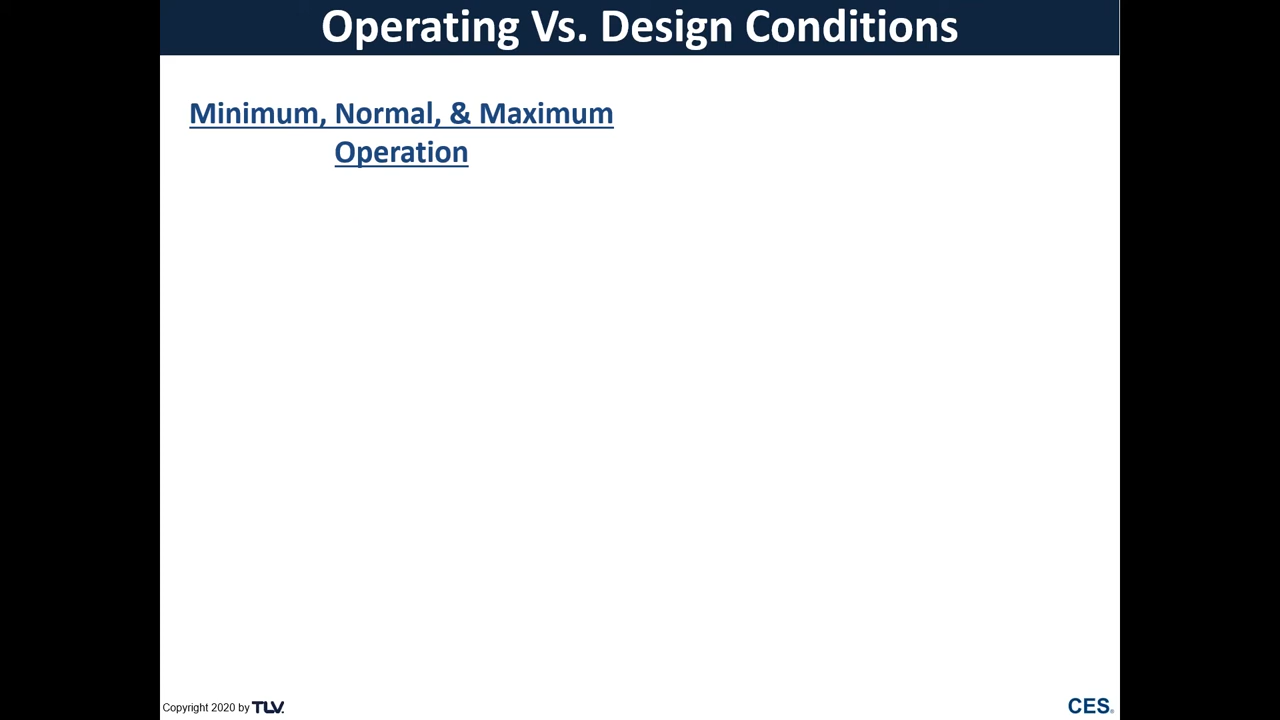 Operating Vs. Design Conditions
Minimum, Normal, & Maximum
Operation
Copyright 2020 by TLV.
CES®